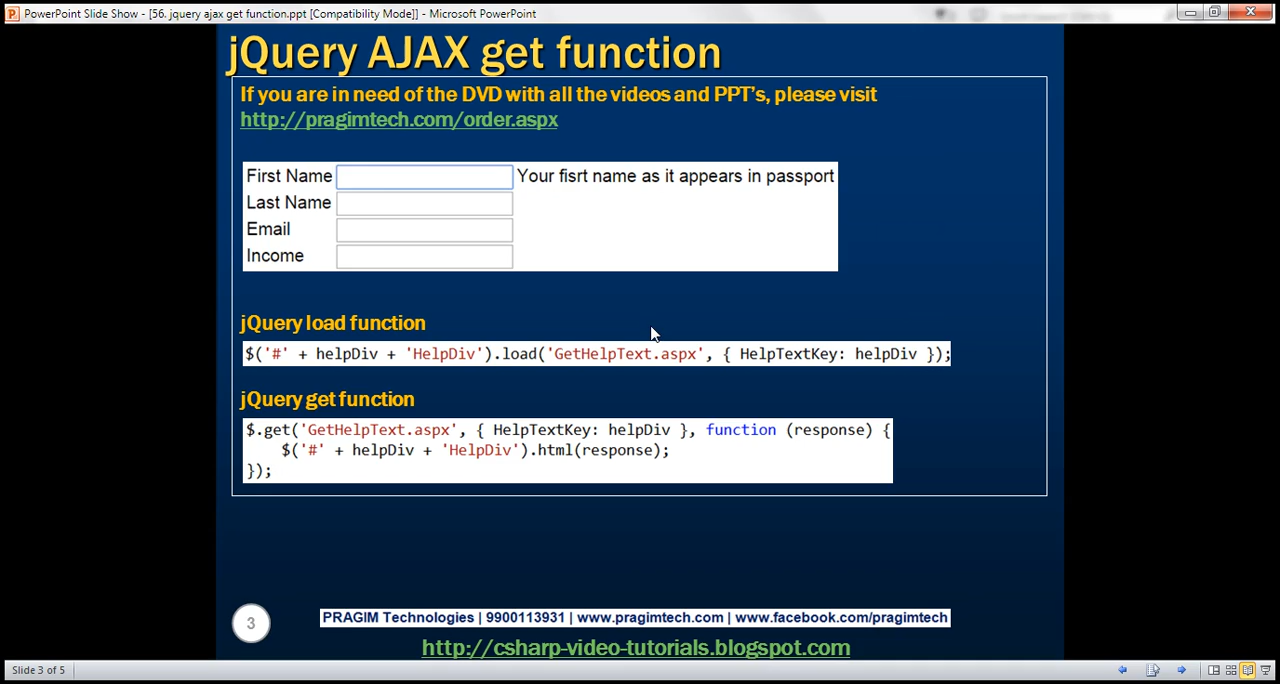 PowerPoint Slide Show - [56. jquery ajax get function.ppt [Compatibility Mode]] - Microsoft PowerPoint
jQuery AJAX get function
If you are in need of the DVD with all the videos and PPT's, please visit
http://pragimtech.com/order.aspx
First Name Your fisrt name as it appears in passport
Last Name
Email
Income
jQuery load function
$('#' + helpDiv + 'HelpDiv').load('GetHelpText.aspx', { HelpTextKey: helpDiv });
jQuery get function
$.get('GetHelpText.aspx', { HelpTextKey: helpDiv }, function (response) {
$('#' + helpDiv + 'HelpDiv').html(response);
});
3
PRAGIM Technologies | 9900113931 | www.pragimtech.com | www.facebook.com/pragimtech
http://csharp-video-tutorials.blogspot.com
Slide 3 of 5